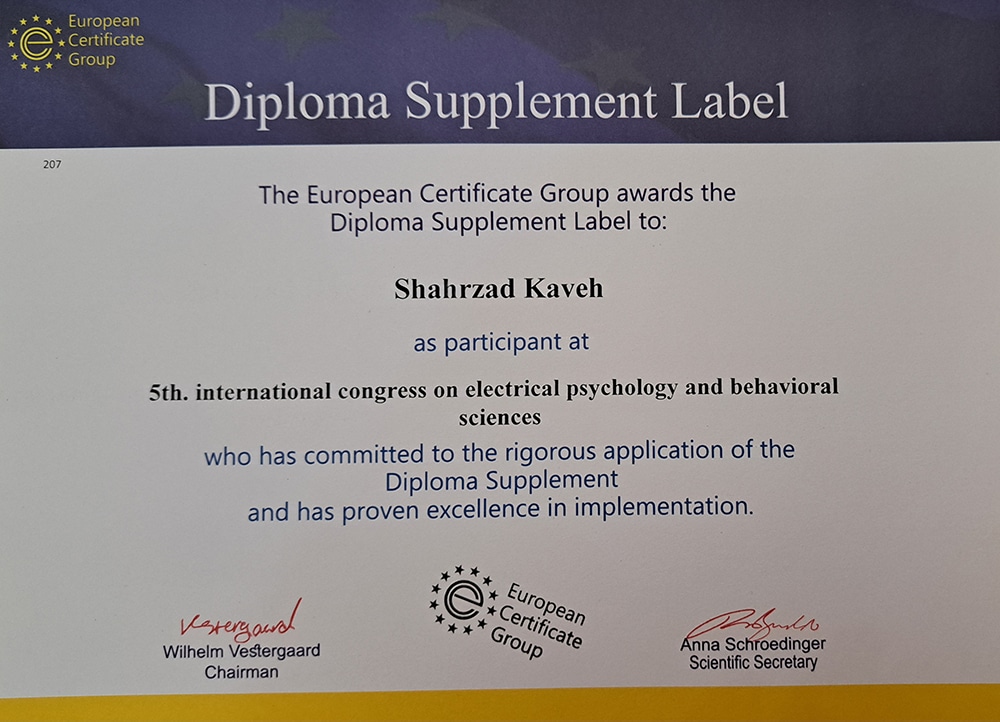 European
Certificate
Group
Diploma Supplement Label
207
The European Certificate Group awards the
Diploma Supplement Label to:
Shahrzad Kaveh
as participant at
5th. international congress on electrical psychology and behavioral
sciences
who has committed to the rigorous application of the
Diploma Supplement
and has proven excellence in implementation.
European
Certificate
Group
Vestergaard
Wilhelm Vestergaard
Chairman
Anna Schroedinger
Scientific Secretary